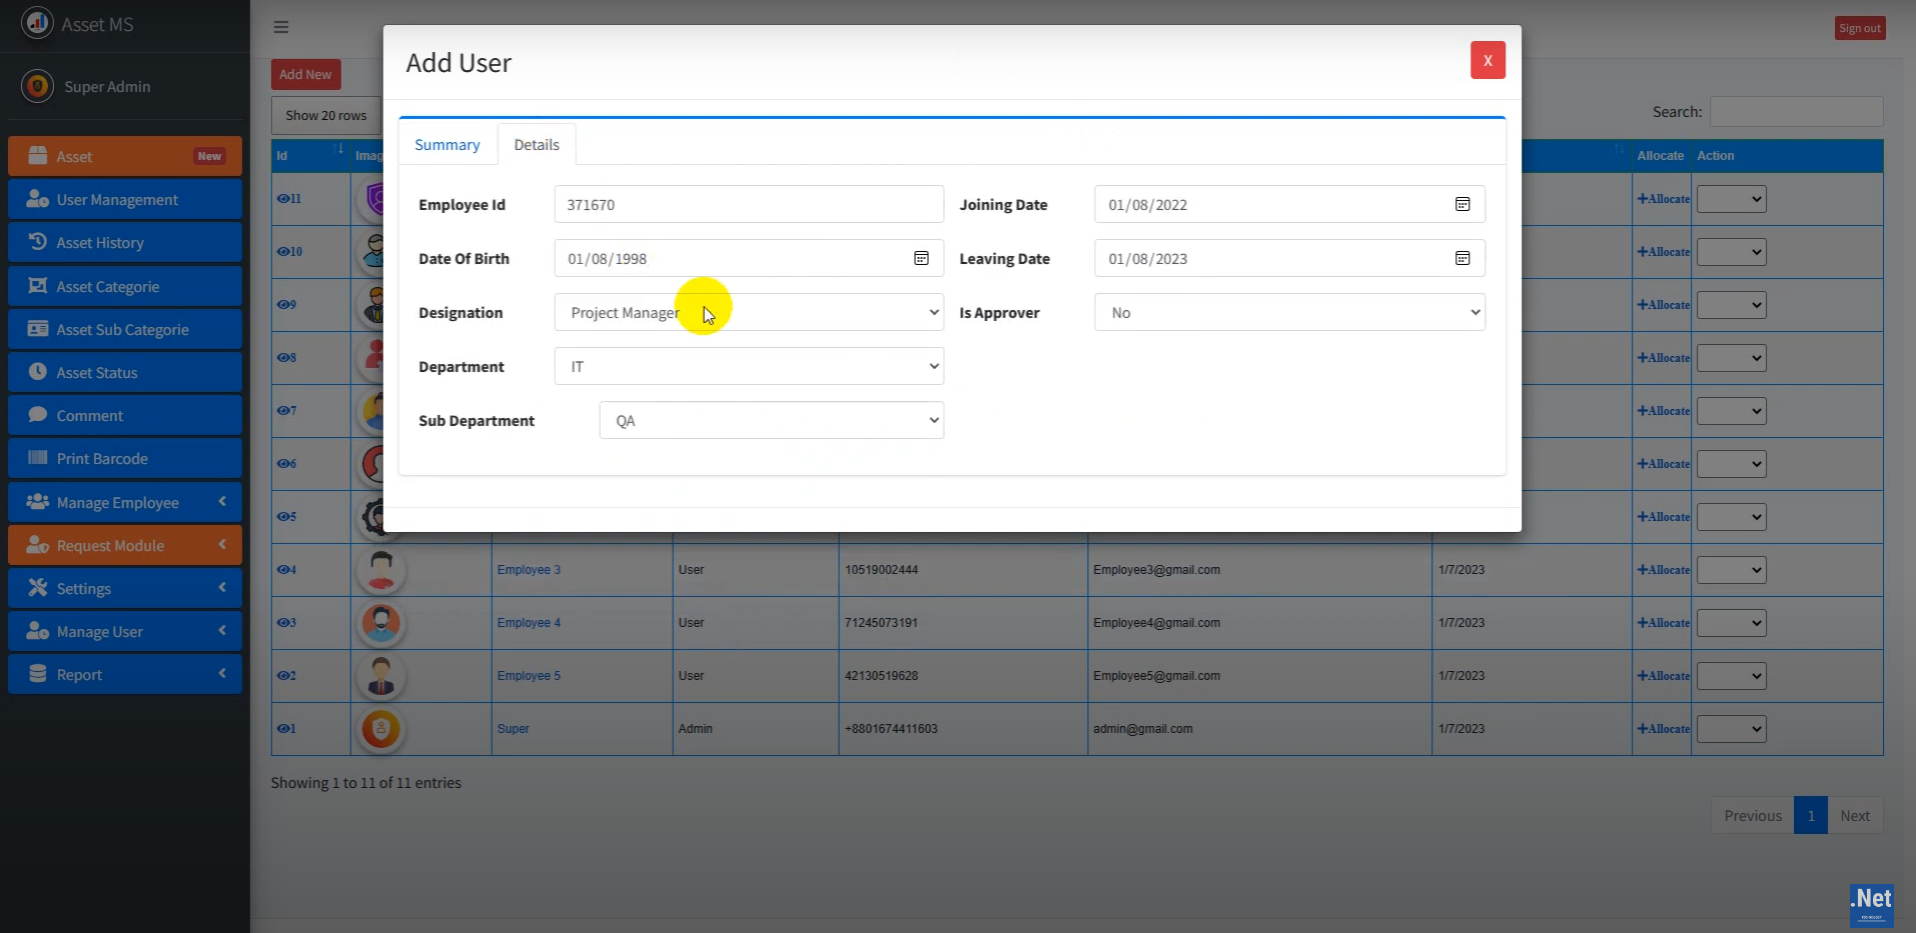 Asset MS
Super Admin
Asset New
User Management
Asset History
Asset Categorie
Asset Sub Categorie
Asset Status
Comment
Print Barcode
Manage Employee
Request Module
Settings
Manage User
Report
Sign out
Add New
Show 20 rows
Search:
Add User
X
Summary
Details
Employee Id 371670
Joining Date 01/08/2022
Date Of Birth 01/08/1998
Leaving Date 01/08/2023
Designation Project Manager
Is Approver No
Department IT
Sub Department QA
Id Imag Allocate Action
11 +Allocate
10 +Allocate
9 +Allocate
8 +Allocate
7 +Allocate
6 +Allocate
5 +Allocate
4 Employee 3 User 10519002444 Employee3@gmail.com 1/7/2023 +Allocate
3 Employee 4 User 71245073191 Employee4@gmail.com 1/7/2023 +Allocate
2 Employee 5 User 42130519628 Employee5@gmail.com 1/7/2023 +Allocate
1 Super Admin +8801674411603 admin@gmail.com 1/7/2023 +Allocate
Showing 1 to 11 of 11 entries
Previous 1 Next
.Net